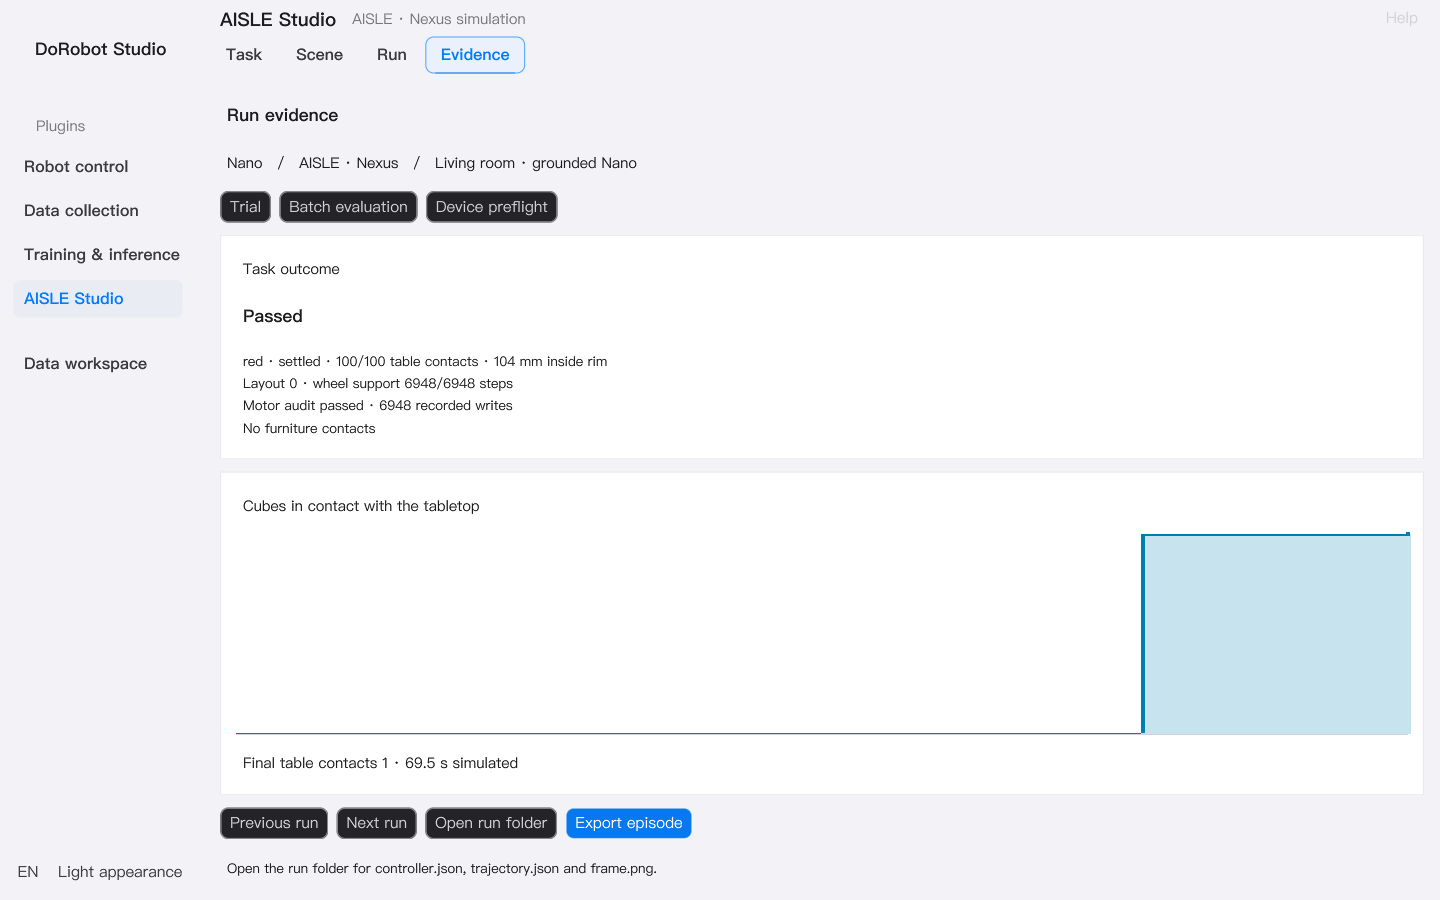 AISLE Studio AISLE · Nexus simulation
Help
DoRobot Studio
Task Scene Run Evidence
Plugins
Robot control
Data collection
Training & inference
AISLE Studio
Data workspace
EN Light appearance
Run evidence
Nano / AISLE · Nexus / Living room · grounded Nano
Trial Batch evaluation Device preflight
Task outcome
Passed
red · settled · 100/100 table contacts · 104 mm inside rim
Layout 0 · wheel support 6948/6948 steps
Motor audit passed · 6948 recorded writes
No furniture contacts
Cubes in contact with the tabletop
Final table contacts 1 · 69.5 s simulated
Previous run Next run Open run folder Export episode
Open the run folder for controller.json, trajectory.json and frame.png.